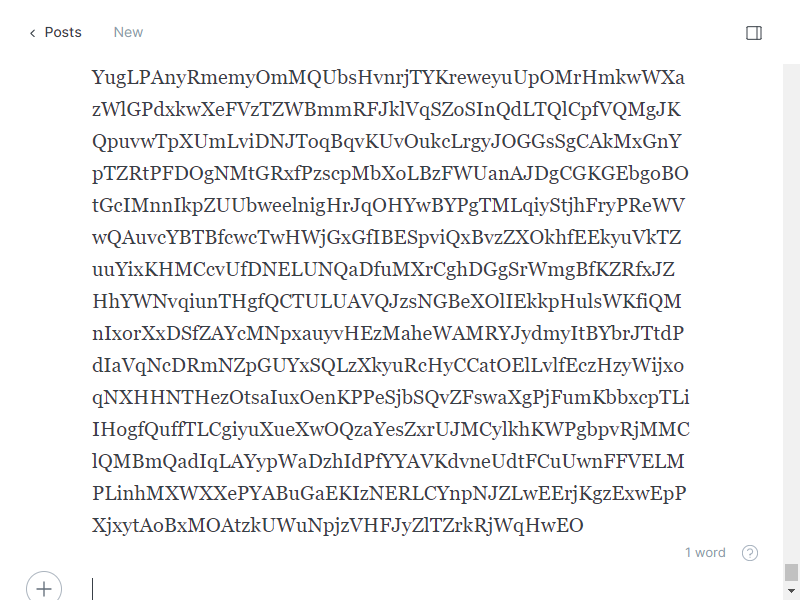 Posts
New
YugLPAnyRmemyOmMQUbsHvnrjTYKreweyuUpOMrHmkwWXa
zWlGPdxkwXeFVzTZWBmmRFJklVqSZoSInQdLTQlCpfVQMgJK
QpuvwTpXUmLviDNJToqBqvKUvOukcLrgyJOGGsSgCAkMxGnY
pTZRtPFDOgNMtGRxfPzscpMbXoLBzFWUanAJDgCGKGEbgoBO
tGcIMnnIkpZUUbweelnigHrJqOHYwBYPgTMLqiyStjhFryPReWV
wQAuvcYBTBfcwcTwHWjGxGfIBESpviQxBvzZXOkhfEEkyuVkTZ
uuYixKHMCcvUfDNELUNQaDfuMXrCghDGgSrWmgBfKZRfxJZ
HhYWNvqiunTHgfQCTULUAVQJzsNGBeXOlIEkkpHulsWKfiQM
nIxorXxDSfZAYcMNpxauyvHEzMaheWAMRYJydmyItBYbrJTtdP
dIaVqNcDRmNZpGUYxSQLzXkyuRcHyCCatOElLvlfEczHzyWijxo
qNXHHNTHezOtsaIuxOenKPPeSjbSQvZFswaXgPjFumKbbxcpTLi
IHogfQuffTLCgiyuXueXwOQzaYesZxrUJMCylkhKWPgbpvRjMMC
lQMBmQadIqLAYypWaDzhIdPfYYAVKdvneUdtFCuUwnFFVELM
PLinhMXWXXePYABuGaEKIzNERLCYnpNJZLwEErjKgzExwEpP
XjxytAoBxMOAtzkUWuNpjzVHFJyZlTZrkRjWqHwEO
1 word